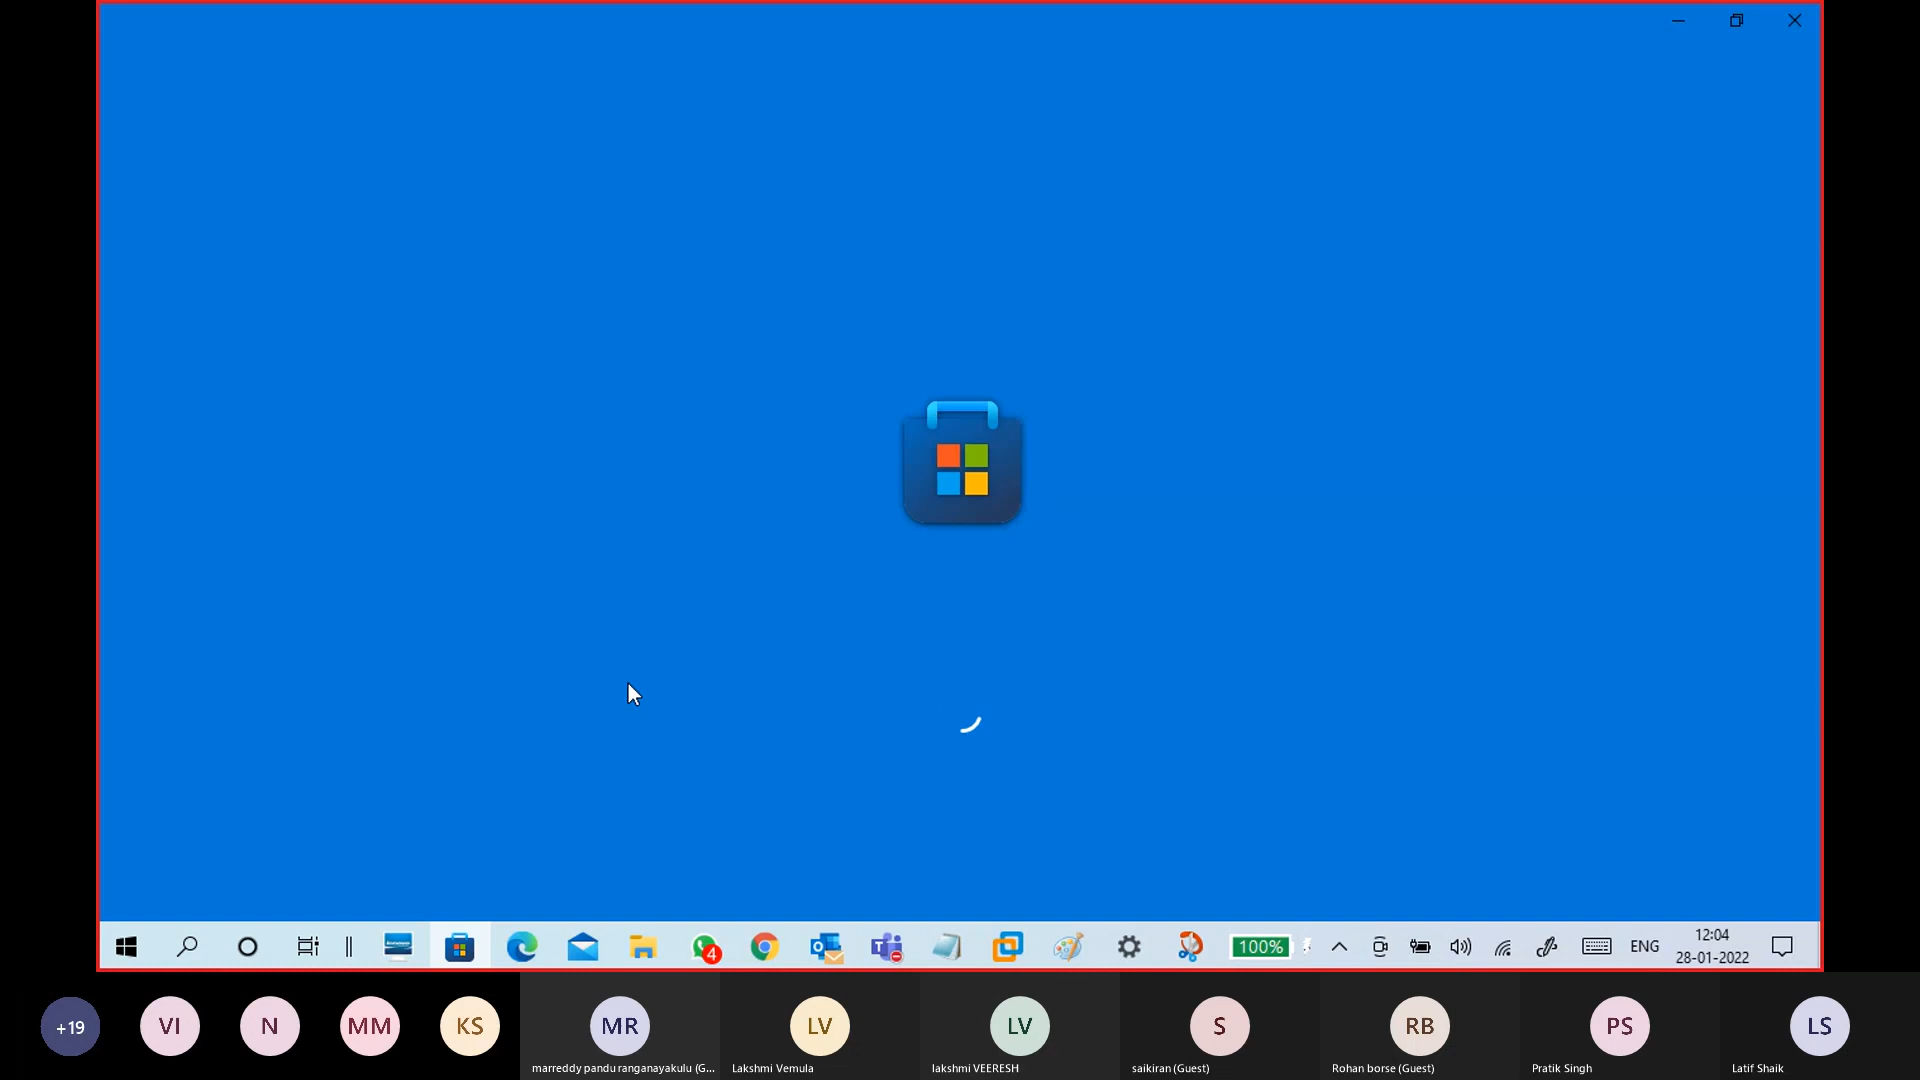 4
100%
ENG
12:04
28-01-2022
+19
VI
N
MM
KS
MR
LV
LV
S
RB
PS
LS
marreddy pandu ranganayakulu (G...
Lakshmi Vemula
lakshmi VEERESH
saikiran (Guest)
Rohan borse (Guest)
Pratik Singh
Latif Shaik